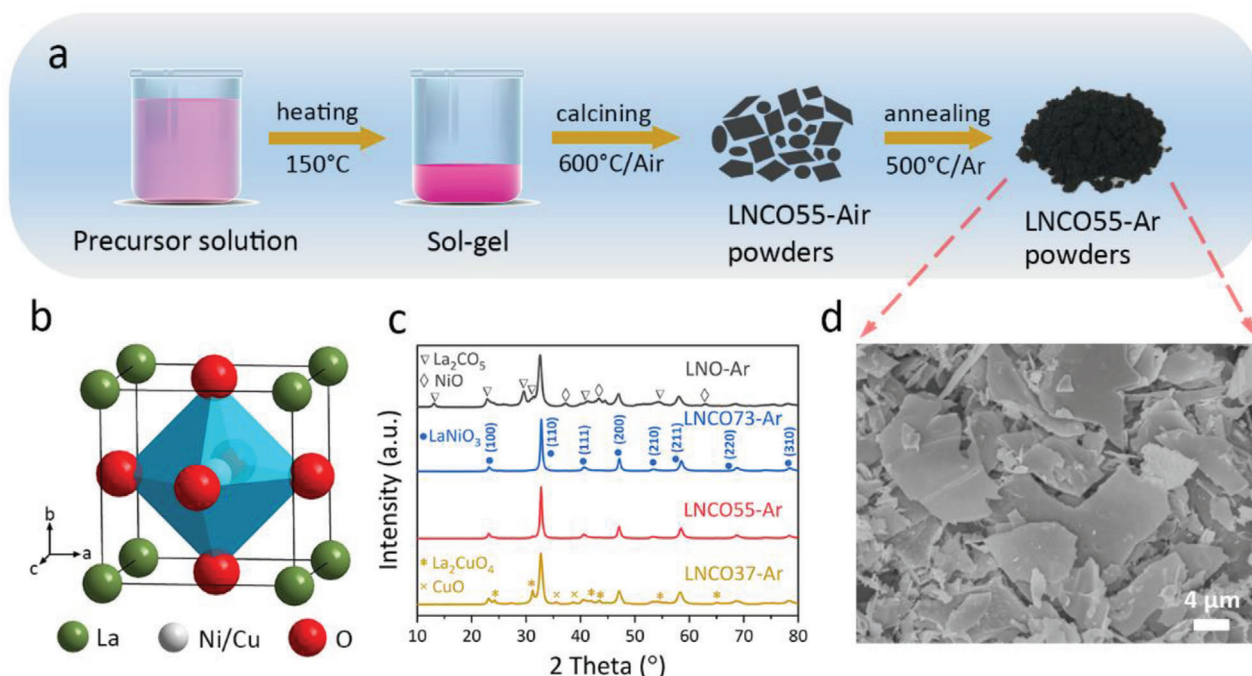 a
heating
150°C
calcining
600°C/Air
annealing
500°C/Ar
Precursor solution
Sol-gel
LNCO55-Air
powders
LNCO55-Ar
powders
b
b
a
c
La
Ni/Cu
O
c
Intensity (a.u.)
▽ La₂CO₅
◊ NiO
LNO-Ar
LNCO73-Ar
●LaNiO₃
(100)
(110)
(111)
(200)
(210)
(211)
(220)
(310)
LNCO55-Ar
* La₂CuO₄
× CuO
LNCO37-Ar
10 20 30 40 50 60 70 80
2 Theta (°)
d
4 μm